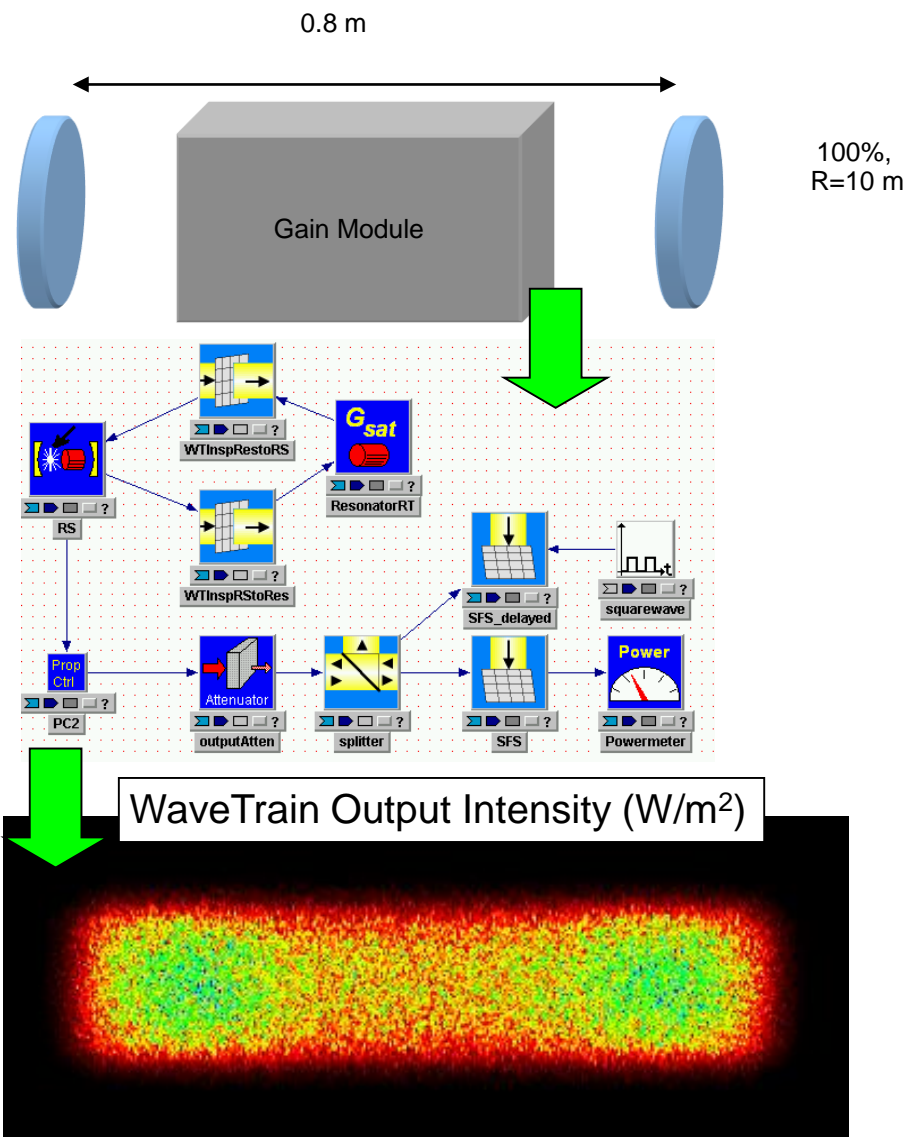 0.8 m
100%,
R=10 m
Gain Module
G sat
?
WTInspRestoRS
?
ResonatorRT
?
RS
?
WTInspRStoRes
t
?
SFS_delayed
?
squarewave
Prop
Ctrl
?
PC2
Attenuator
?
outputAtten
?
splitter
?
SFS
Power
?
Powermeter
WaveTrain Output Intensity (W/m²)